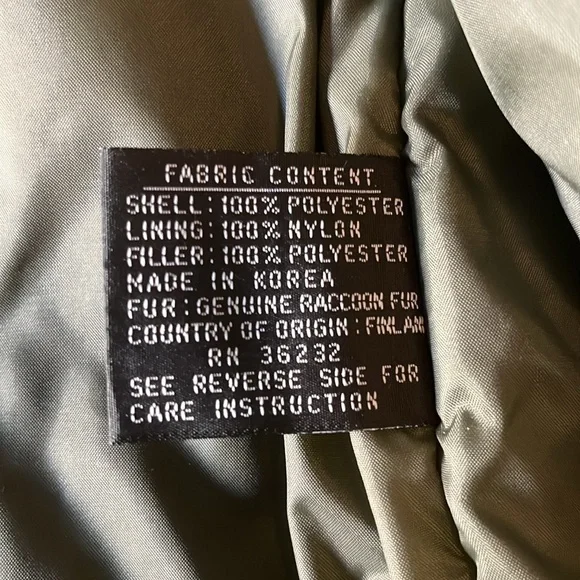 FABRIC CONTENT
SHELL: 100% POLYESTER
LINING: 100% NYLON
FILLER: 100% POLYESTER
MADE IN KOREA
FUR: GENUINE RACCOON FUR
COUNTRY OF ORIGIN: FINLAN
RN 36232
SEE REVERSE SIDE FOR
CARE INSTRUCTION